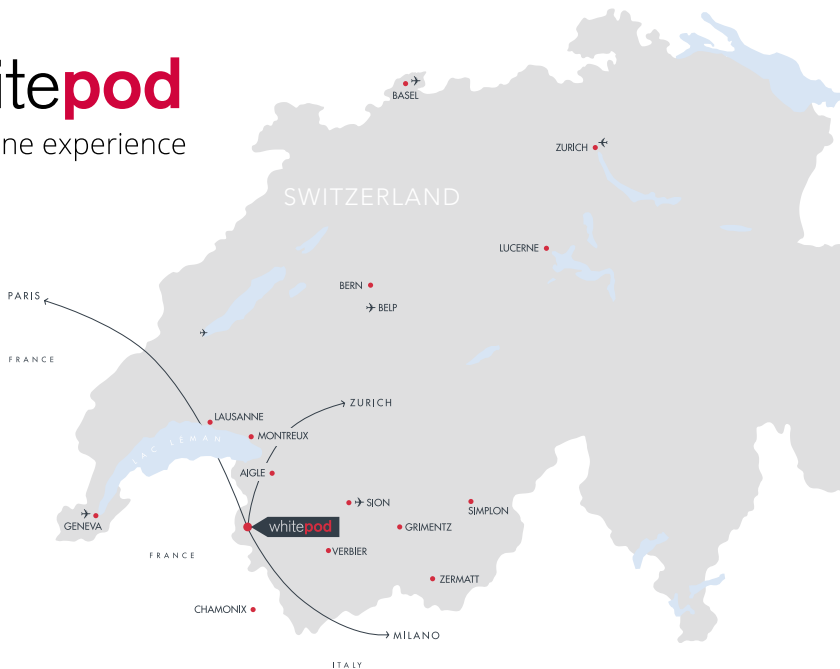 itepod
ne experience
BASEL
ZURICH
SWITZERLAND
LUCERNE
BERN
BELP
PARIS
FRANCE
ZURICH
LAUSANNE
MONTREUX
LAC LÉMAN
AIGLE
SION
SIMPLON
GENEVA
whitepod
GRIMENTZ
FRANCE
VERBIER
ZERMATT
CHAMONIX
MILANO
ITALY